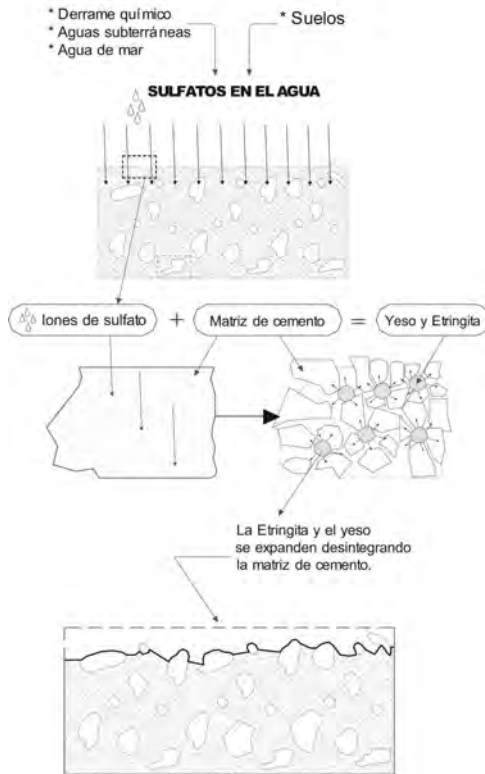 * Derrame químico
* Aguas subterráneas
* Agua de mar
* Suelos
SULFATOS EN EL AGUA
Iones de sulfato + Matriz de cemento = Yeso y Etringita
La Etringita y el yeso
se expanden desintegrando
la matriz de cemento.